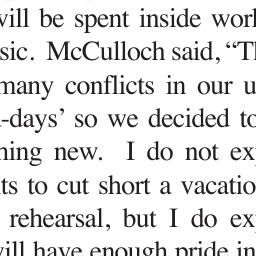 will be spent inside work
sic. McCulloch said, “Th
many conflicts in our u
a-days’ so we decided to
hing new. I do not exp
ts to cut short a vacatio
rehearsal, but I do exp
will have enough pride in